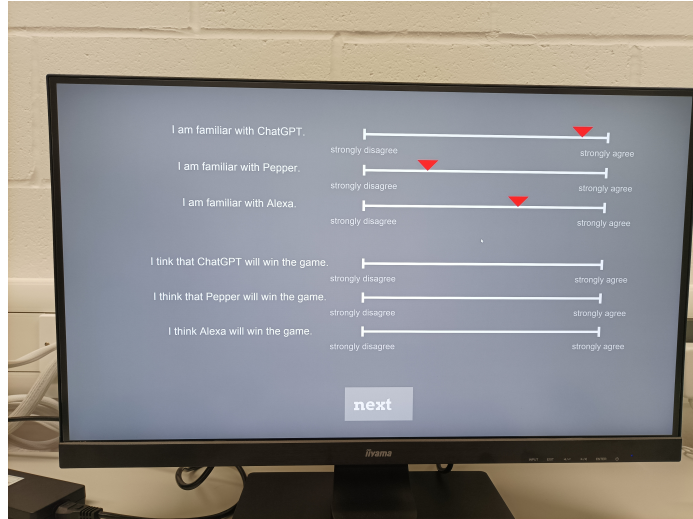 I am familiar with ChatGPT.
strongly disagree strongly agree
I am familiar with Pepper.
strongly disagree strongly agree
I am familiar with Alexa.
strongly disagree strongly agree
I tink that ChatGPT will win the game.
strongly disagree strongly agree
I think that Pepper will win the game.
strongly disagree strongly agree
I think Alexa will win the game.
strongly disagree strongly agree
next
iiyama